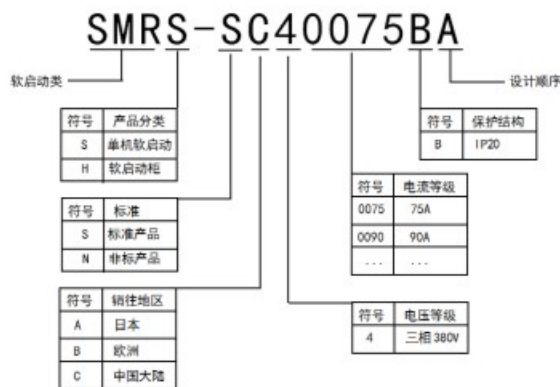 SMRS-SC40075BA
软启动类
设计顺序
符号 产品分类
S 单机软启动
H 软启动柜
符号 保护结构
B IP20
符号 标准
S 标准产品
N 非标产品
符号 电流等级
0075 75A
0090 90A
... ...
符号 销往地区
A 日本
B 欧洲
C 中国大陆
符号 电压等级
4 三相380V